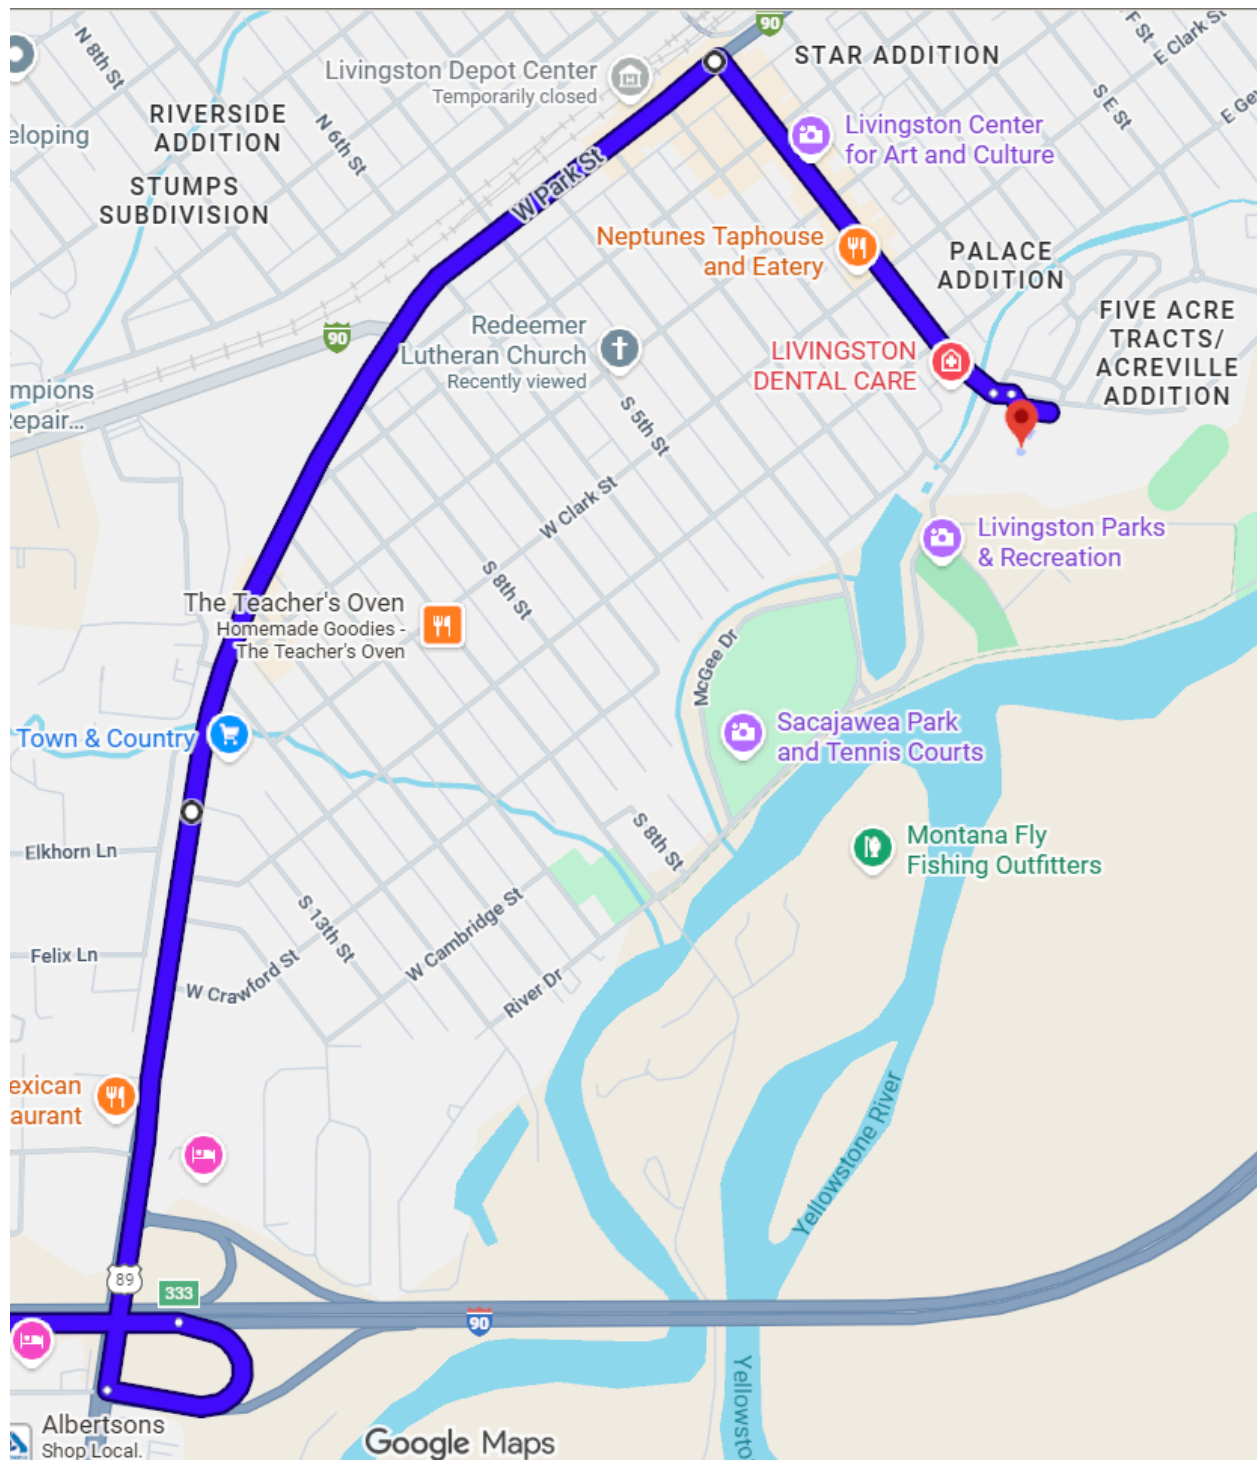 90
STAR ADDITION
F St
E Clark St
N 8th St
Livingston Depot Center
Temporarily closed
S E St
RIVERSIDE
ADDITION
N 6th St
eloping
Livingston Center
for Art and Culture
STUMPS
SUBDIVISION
W Park St
Neptunes Taphouse
and Eatery
PALACE
ADDITION
90
FIVE ACRE
TRACTS/
ACREVILLE
ADDITION
Redeemer
Lutheran Church
Recently viewed
LIVINGSTON
DENTAL CARE
mpions
Repair...
S 5th St
W Clark St
Livingston Parks
& Recreation
S 8th St
The Teacher's Oven
Homemade Goodies -
The Teacher's Oven
McGee Dr
Town & Country
Sacajawea Park
and Tennis Courts
Elkhorn Ln
S 8th St
Montana Fly
Fishing Outfitters
S 13th St
W Cambridge St
Felix Ln
W Crawford St
River Dr
exican
aurant
Yellowstone River
89
333
90
Albertsons
Shop Local.
Google Maps
Yellowsto